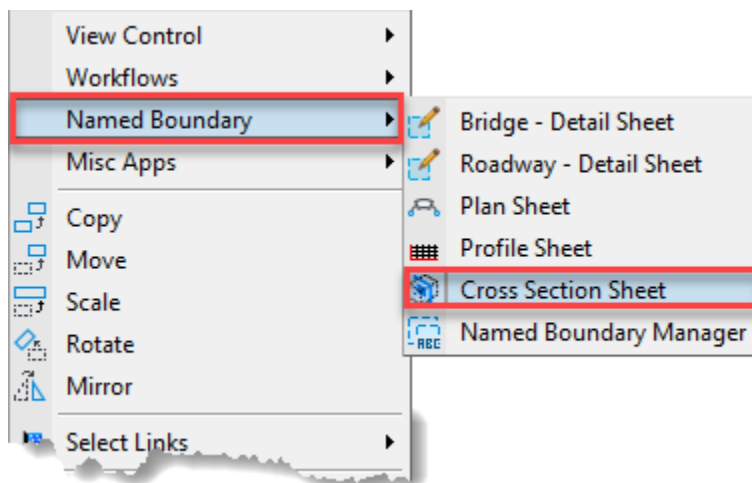 View Control
Workflows
Named Boundary
Misc Apps
Copy
Move
Scale
Rotate
Mirror
Select Links
Bridge - Detail Sheet
Roadway - Detail Sheet
Plan Sheet
Profile Sheet
Cross Section Sheet
ABC Named Boundary Manager